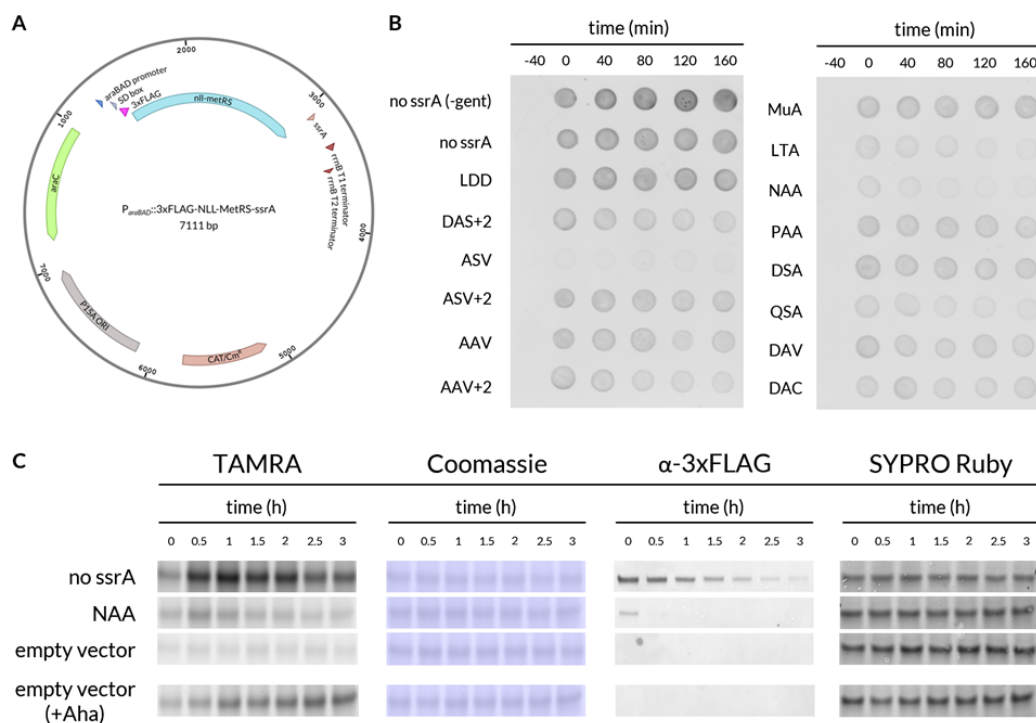 A
2000
araBAD promoter
SD box
3xFLAG
nll-metRS
3000
ssrA
rrnB T1 terminator
rrnB T2 terminator
4000
5000
CAT/CmR
6000
P15A ORI
7000
araC
1000
ParaBAD::3xFLAG-NLL-MetRS-ssrA
7111 bp
B
time (min)
-40 0 40 80 120 160
no ssrA (-gent)
no ssrA
LDD
DAS+2
ASV
ASV+2
AAV
AAV+2
time (min)
-40 0 40 80 120 160
MuA
LTA
NAA
PAA
DSA
QSA
DAV
DAC
C
TAMRA Coomassie α-3xFLAG SYPRO Ruby
time (h) time (h) time (h) time (h)
0 0.5 1 1.5 2 2.5 3 0 0.5 1 1.5 2 2.5 3 0 0.5 1 1.5 2 2.5 3 0 0.5 1 1.5 2 2.5 3
no ssrA
NAA
empty vector
empty vector
(+Aha)